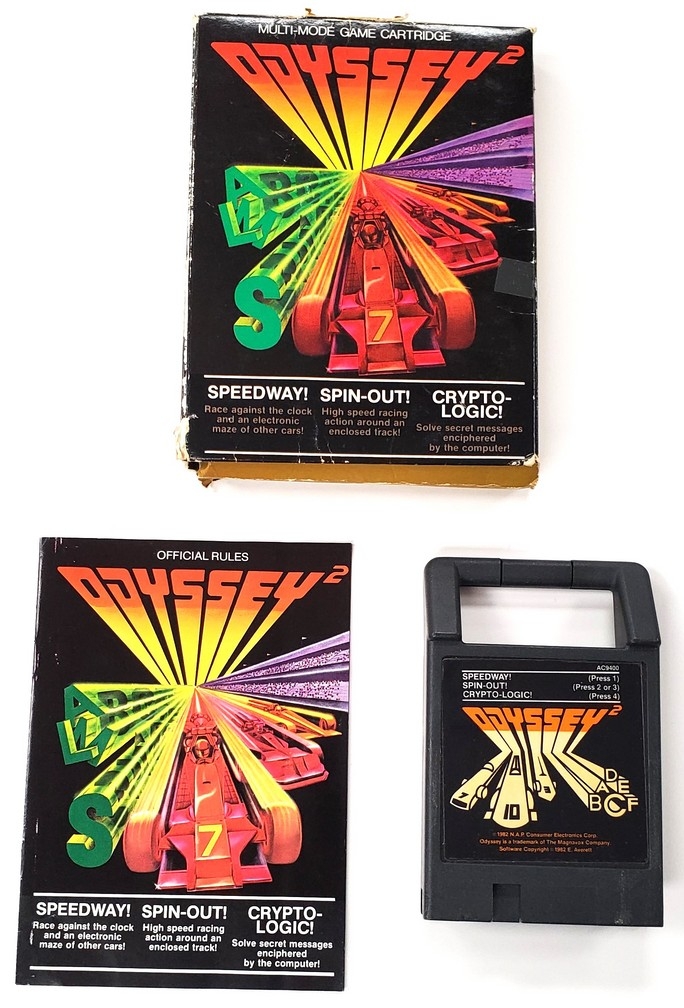 MULTI-MODE GAME CARTRIDGE
ODYSSEY2
7
S
SPEEDWAY!
Race against the clock
and an electronic
maze of other cars!
SPIN-OUT!
High speed racing
action around an
enclosed track!
CRYPTO-
LOGIC!
Solve secret messages
enciphered
by the computer!
OFFICIAL RULES
ODYSSEY2
7
S
SPEEDWAY!
Race against the clock
and an electronic
maze of other cars!
SPIN-OUT!
High speed racing
action around an
enclosed track!
CRYPTO-
LOGIC!
Solve secret messages
enciphered
by the computer!
AC9400
SPEEDWAY! (Press 1)
SPIN-OUT! (Press 2 or 3)
CRYPTO-LOGIC! (Press 4)
ODYSSEY2
10
D
A E
B C F
©1982 N.A.P. Consumer Electronics Corp.
Odyssey is a trademark of The Magnavox Company
Software Copyright ©1982 E. Averett